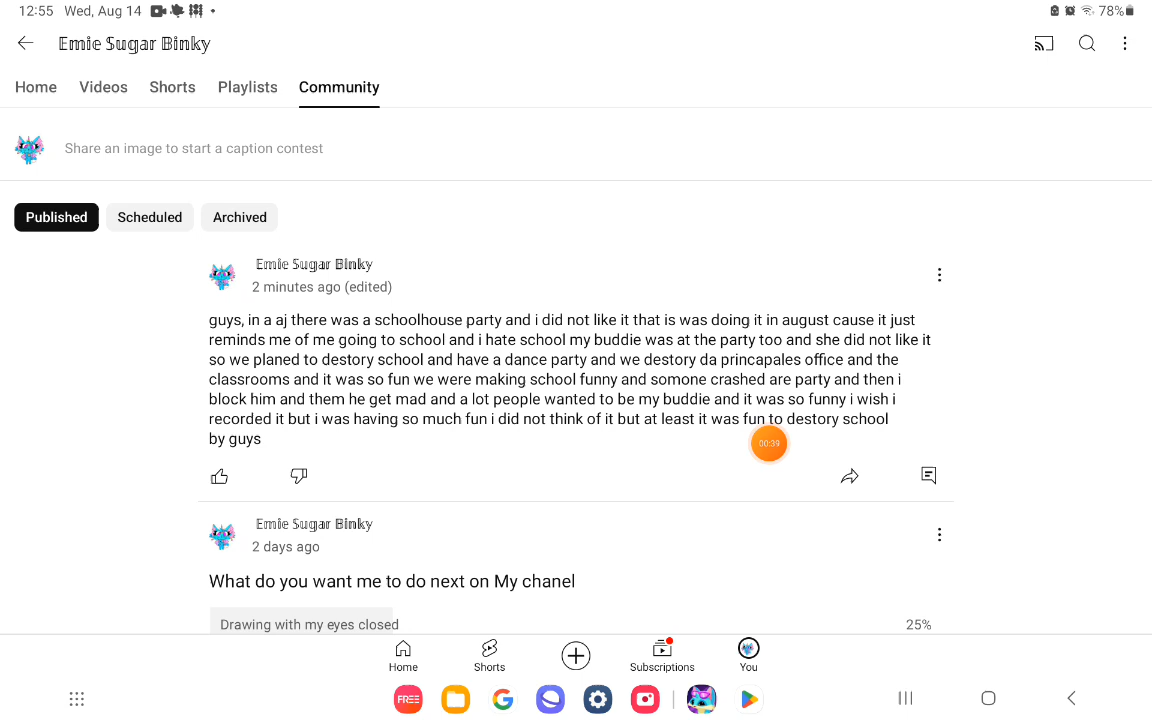 12:55 Wed, Aug 14 78%
Emie Sugar Binky
Home Videos Shorts Playlists Community
Share an image to start a caption contest
Published Scheduled Archived
Emie Sugar Binky
2 minutes ago (edited)
guys, in a aj there was a schoolhouse party and i did not like it that is was doing it in august cause it just
reminds me of me going to school and i hate school my buddie was at the party too and she did not like it
so we planed to destory school and have a dance party and we destory da princapales office and the
classrooms and it was so fun we were making school funny and somone crashed are party and then i
block him and them he get mad and a lot people wanted to be my buddie and it was so funny i wish i
recorded it but i was having so much fun i did not think of it but at least it was fun to destory school
by guys
00:39
Emie Sugar Binky
2 days ago
What do you want me to do next on My chanel
Drawing with my eyes closed 25%
Home Shorts Subscriptions You
FREE